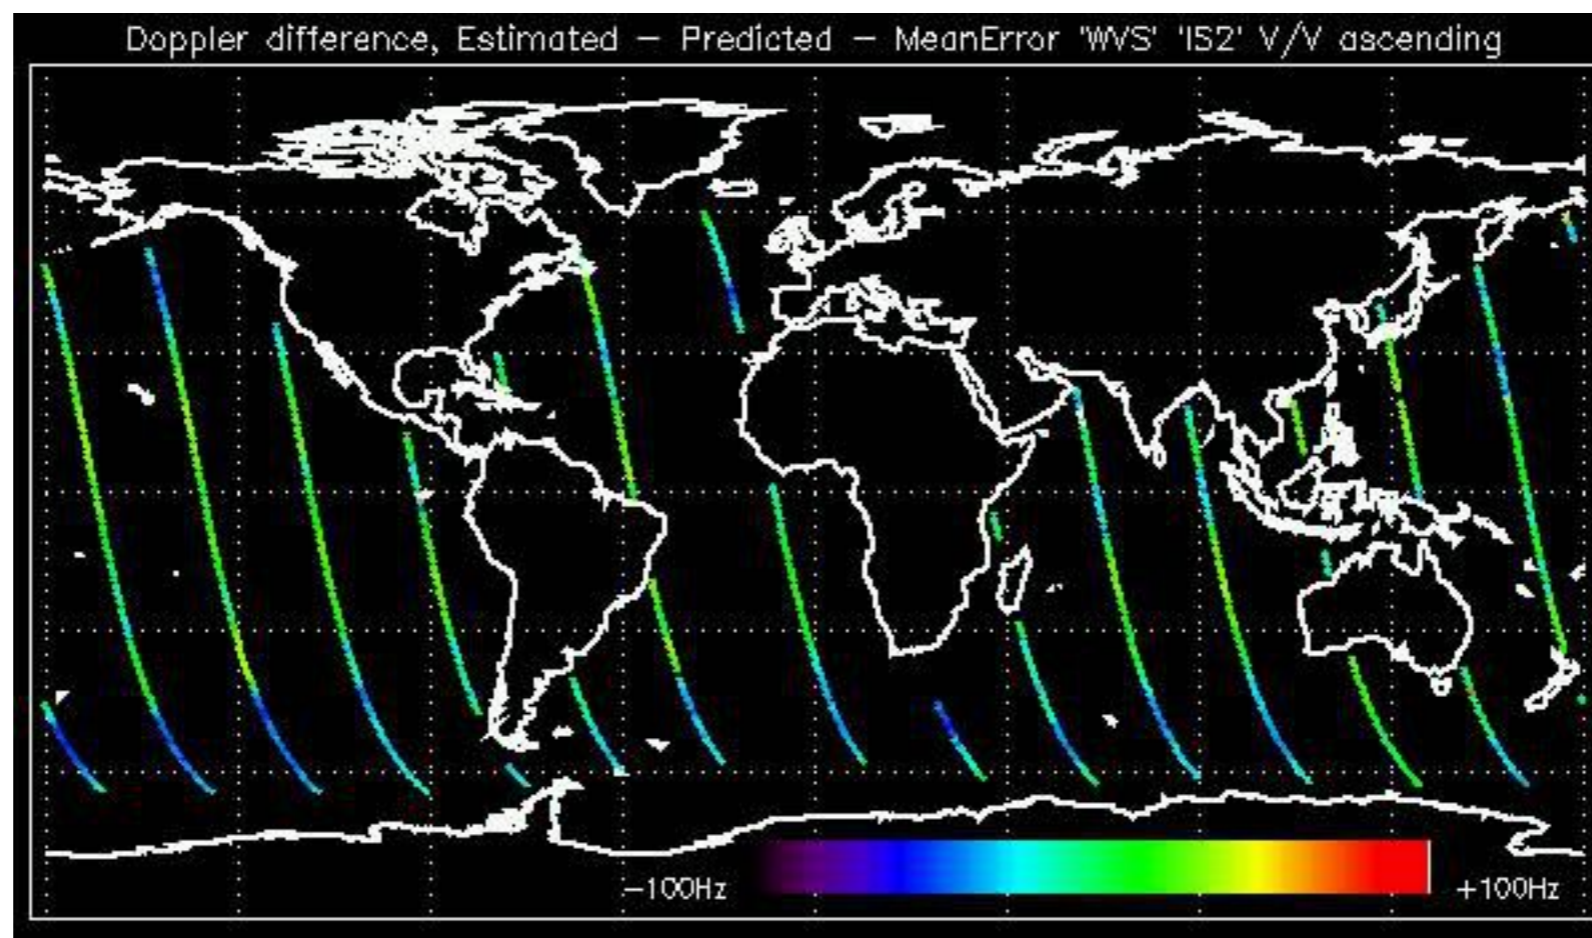 Doppler difference, Estimated – Predicted – MeanError 'WVS' 'IS2' V/V ascending
–100Hz
+100Hz